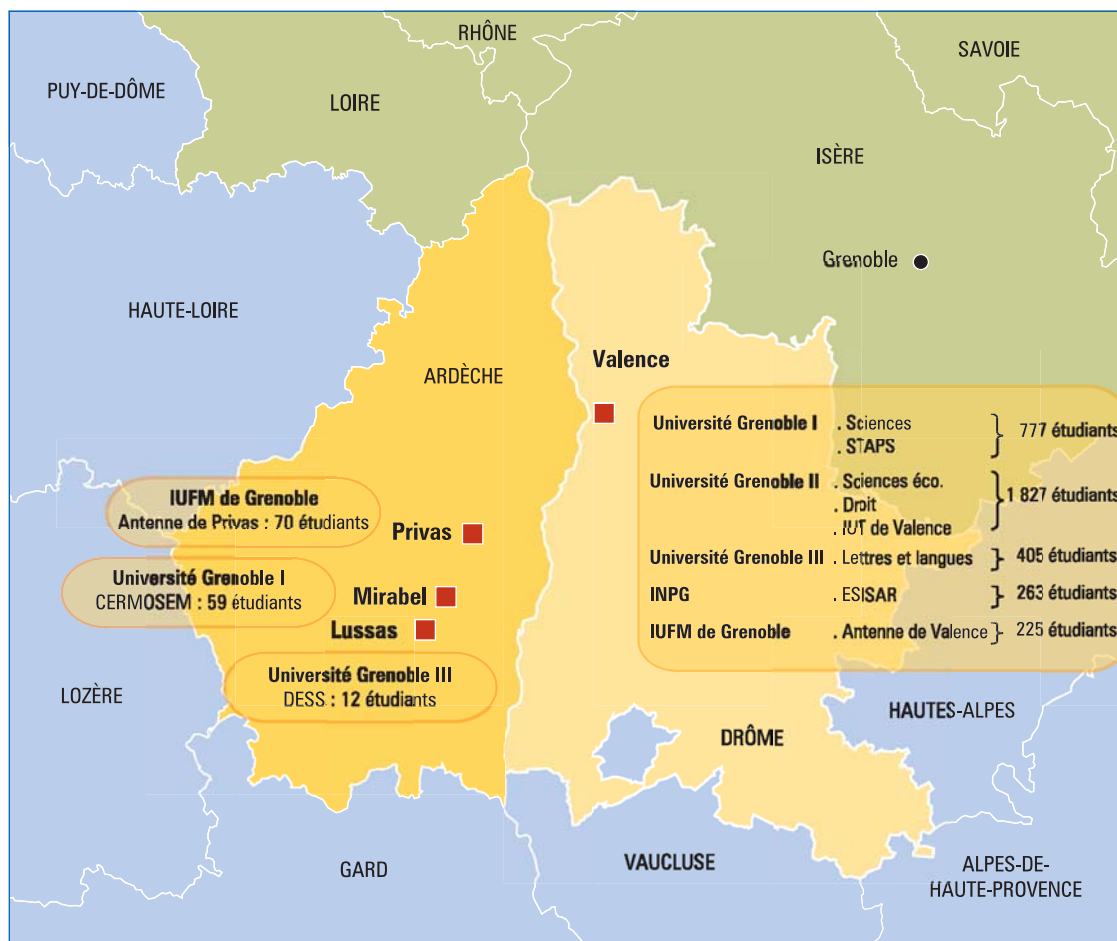 RHÔNE
SAVOIE
PUY-DE-DÔME
LOIRE
ISÈRE
Grenoble
HAUTE-LOIRE
ARDÈCHE
Valence
Université Grenoble I . Sciences
. STAPS
777 étudiants
Université Grenoble II . Sciences éco.
. Droit
. IUT de Valence
1 827 étudiants
Université Grenoble III . Lettres et langues } 405 étudiants
INPG . ESISAR } 263 étudiants
IUFM de Grenoble . Antenne de Valence } 225 étudiants
IUFM de Grenoble
Antenne de Privas : 70 étudiants
Privas
Université Grenoble I
CERMOSEM : 59 étudiants
Mirabel
Lussas
Université Grenoble III
DESS : 12 étudiants
LOZÈRE
HAUTES-ALPES
DRÔME
GARD
VAUCLUSE
ALPES-DE-
HAUTE-PROVENCE